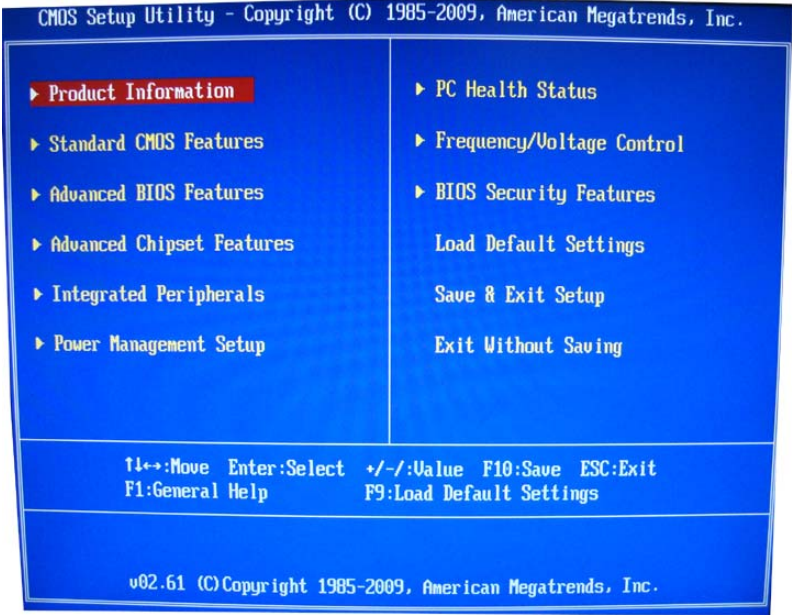 CMOS Setup Utility - Copyright (C) 1985-2009, American Megatrends, Inc.
▶ Product Information
▶ Standard CMOS Features
▶ Advanced BIOS Features
▶ Advanced Chipset Features
▶ Integrated Peripherals
▶ Power Management Setup
▶ PC Health Status
▶ Frequency/Voltage Control
▶ BIOS Security Features
Load Default Settings
Save & Exit Setup
Exit Without Saving
↑↓←→:Move Enter:Select +/-/:Value F10:Save ESC:Exit
F1:General Help F9:Load Default Settings
v02.61 (C)Copyright 1985-2009, American Megatrends, Inc.